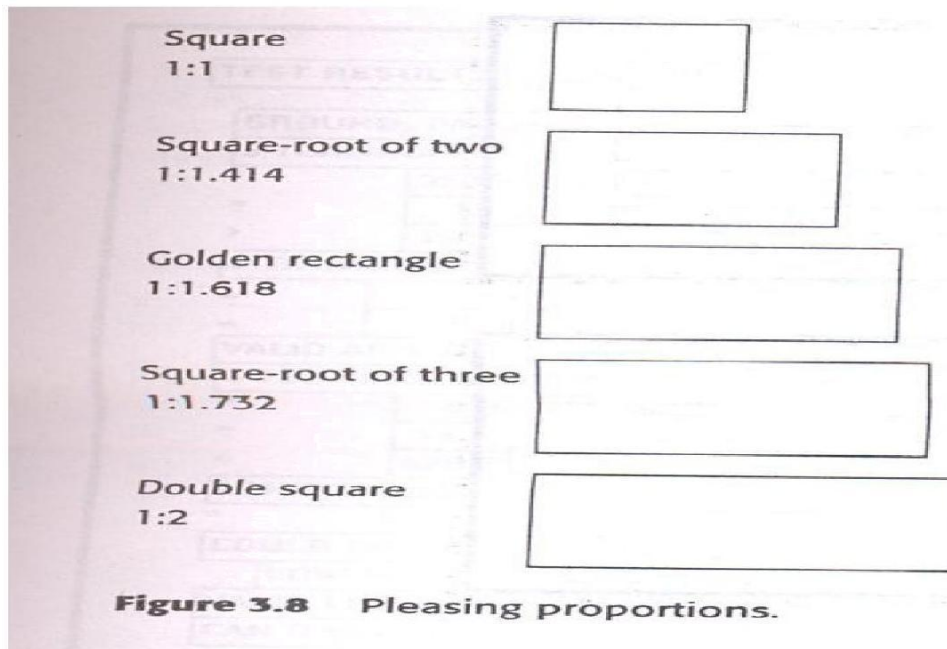 Square
1:1
Square-root of two
1:1.414
Golden rectangle
1:1.618
Square-root of three
1:1.732
Double square
1:2
Figure 3.8 Pleasing proportions.